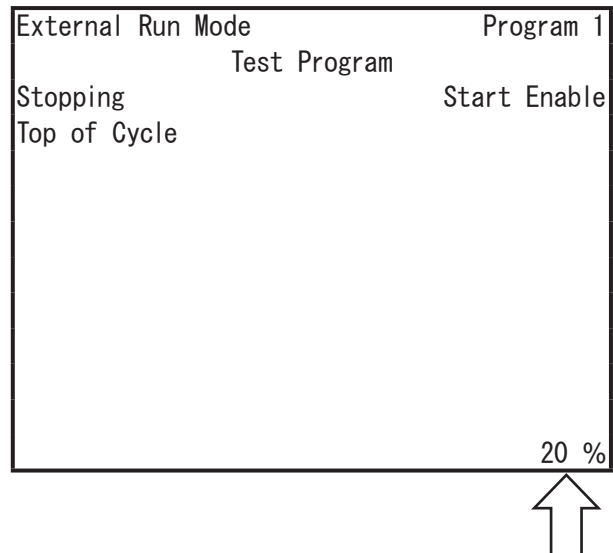 External Run Mode Program 1
Test Program
Stopping Start Enable
Top of Cycle
20 %